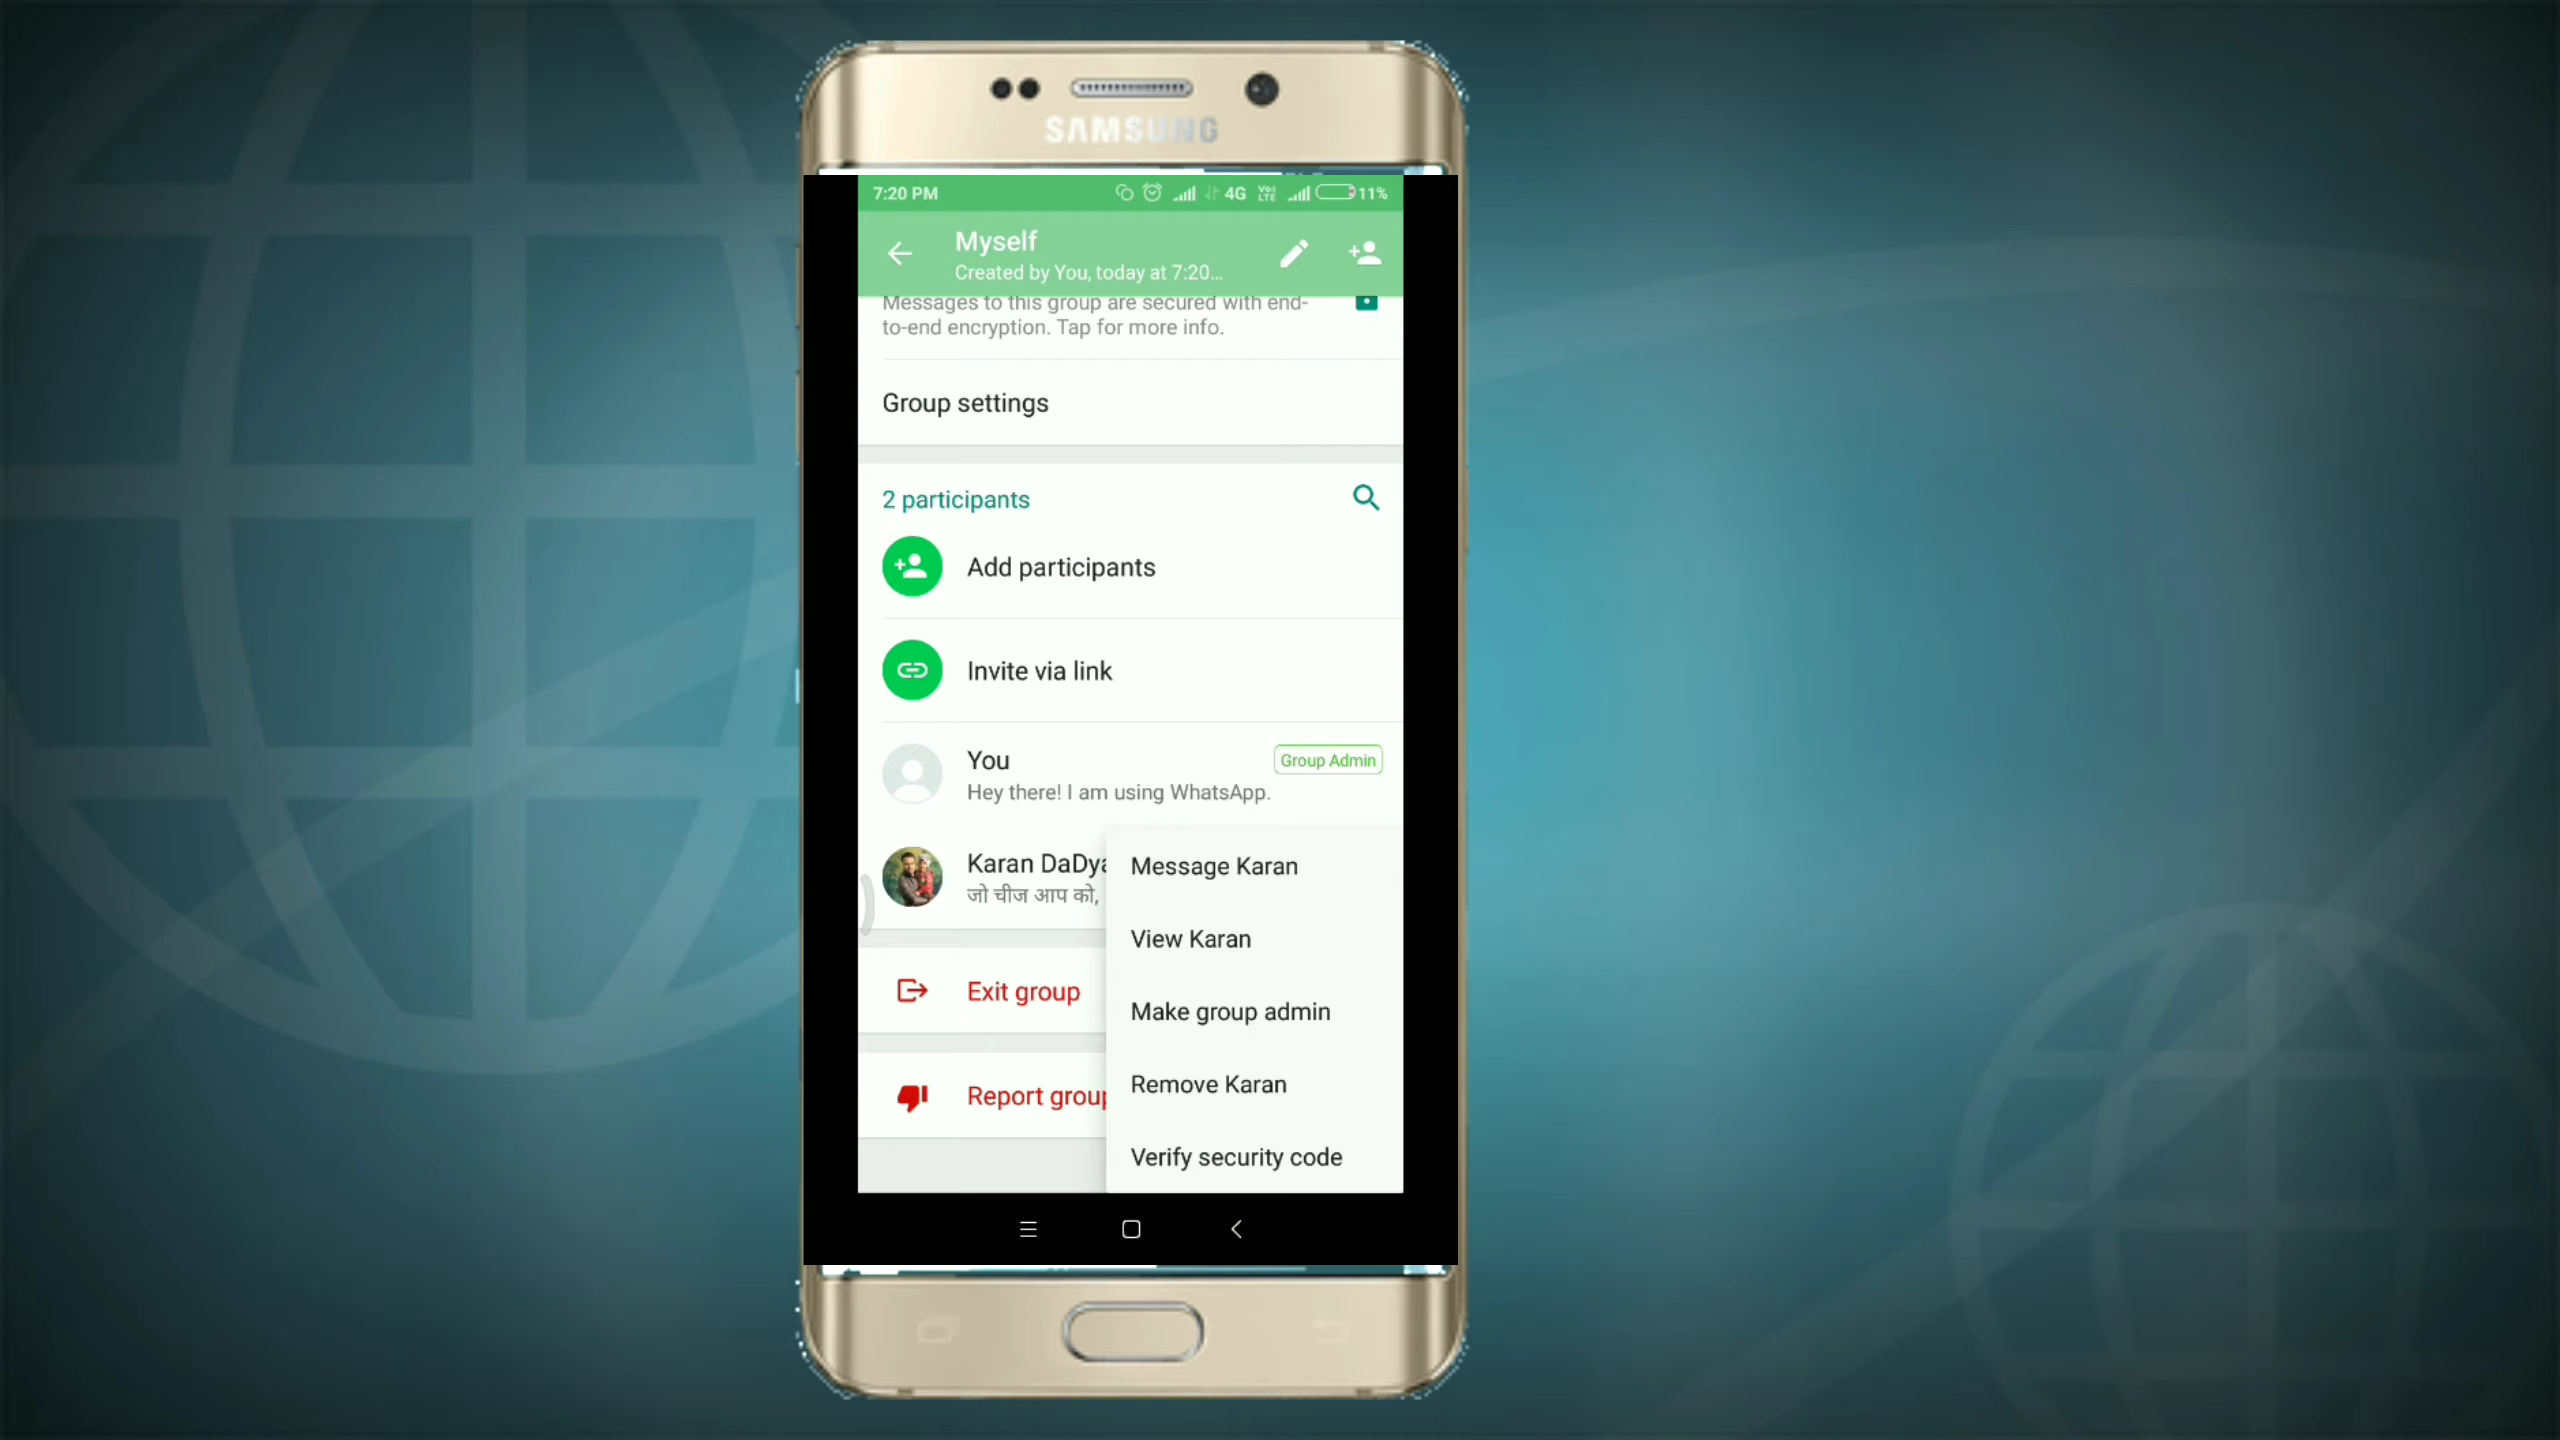 SAMSUNG
7:20 PM
4G
VoLTE
11%
Myself
Created by You, today at 7:20...
Messages to this group are secured with end-
to-end encryption. Tap for more info.
Group settings
2 participants
Add participants
Invite via link
You
Group Admin
Hey there! I am using WhatsApp.
Karan
जो चीज आप को,
Message Karan
View Karan
Make group admin
Remove Karan
Verify security code
Exit group
Report group